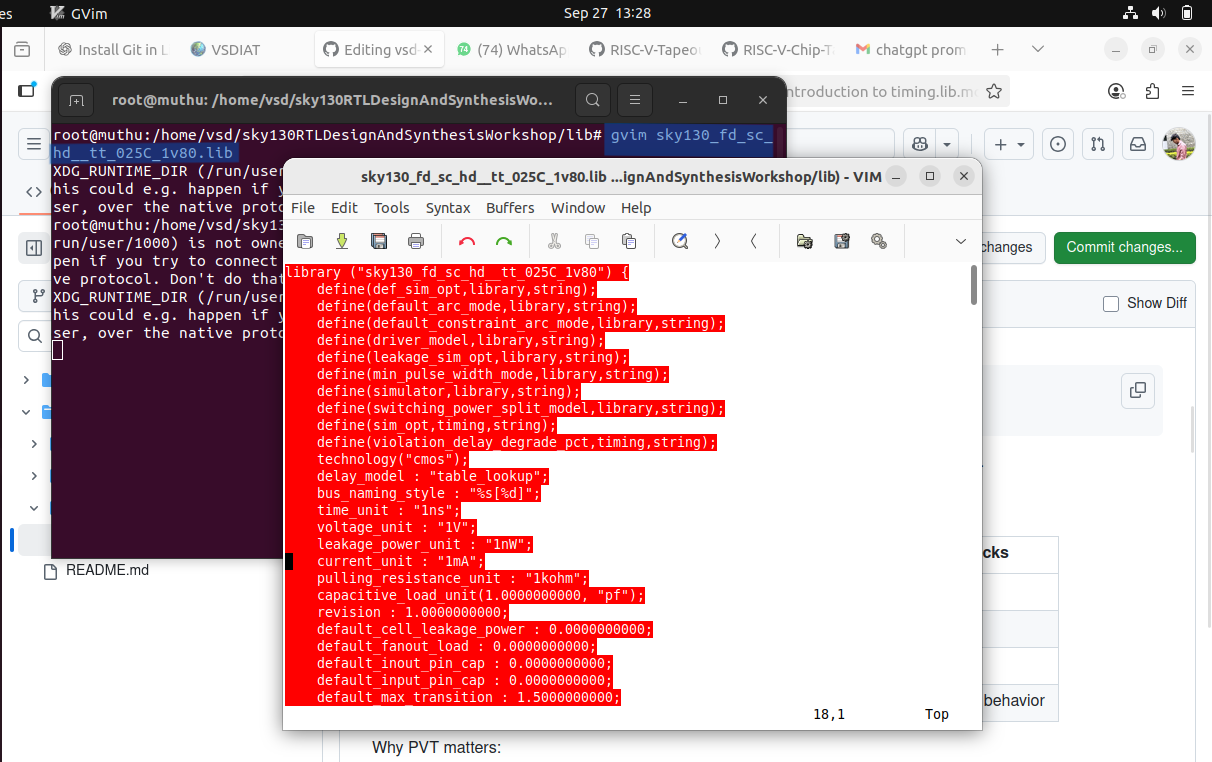 es GVim Sep 27 13:28
Install Git in L VSDIAT Editing vsd- (74) WhatsAp RISC-V-Tapeo RISC-V-Chip-T chatgpt prom
ntroduction to timing.lib.m
root@muthu: /home/vsd/sky130RTLDesignAndSynthesisWo...
root@muthu:/home/vsd/sky130RTLDesignAndSynthesisWorkshop/lib# gvim sky130_fd_sc_
hd__tt_025C_1v80.lib
XDG_RUNTIME_DIR (/run/user
his could e.g. happen if y
ser, over the native proto
root@muthu:/home/vsd/sky13
run/user/1000) is not owne
pen if you try to connect
ve protocol. Don't do that
XDG_RUNTIME_DIR (/run/user
his could e.g. happen if y
ser, over the native proto
sky130_fd_sc_hd__tt_025C_1v80.lib ...ignAndSynthesisWorkshop/lib) - VIM
File Edit Tools Syntax Buffers Window Help
library ("sky130_fd_sc_hd__tt_025C_1v80") {
define(def_sim_opt,library,string);
define(default_arc_mode,library,string);
define(default_constraint_arc_mode,library,string);
define(driver_model,library,string);
define(leakage_sim_opt,library,string);
define(min_pulse_width_mode,library,string);
define(simulator,library,string);
define(switching_power_split_model,library,string);
define(sim_opt,timing,string);
define(violation_delay_degrade_pct,timing,string);
technology("cmos");
delay_model : "table_lookup";
bus_naming_style : "%s[%d]";
time_unit : "1ns";
voltage_unit : "1V";
leakage_power_unit : "1nW";
current_unit : "1mA";
pulling_resistance_unit : "1kohm";
capacitive_load_unit(1.0000000000, "pf");
revision : 1.0000000000;
default_cell_leakage_power : 0.0000000000;
default_fanout_load : 0.0000000000;
default_inout_pin_cap : 0.0000000000;
default_input_pin_cap : 0.0000000000;
default_max_transition : 1.5000000000;
18,1 Top
changes Commit changes...
Show Diff
cks
behavior
README.md
Why PVT matters: